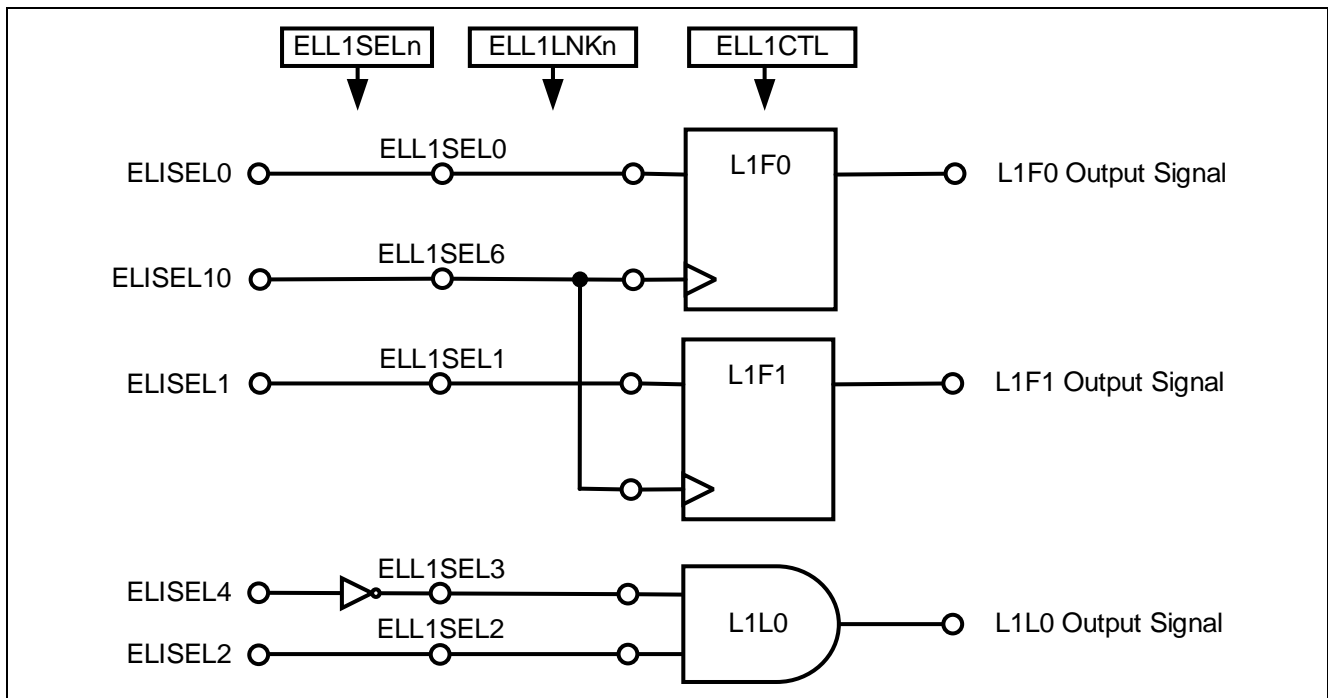 ELL1SELn
ELL1LNKn
ELL1CTL
ELISEL0
ELL1SEL0
L1F0
L1F0 Output Signal
ELISEL10
ELL1SEL6
ELISEL1
ELL1SEL1
L1F1
L1F1 Output Signal
ELISEL4
ELL1SEL3
L1L0
L1L0 Output Signal
ELISEL2
ELL1SEL2